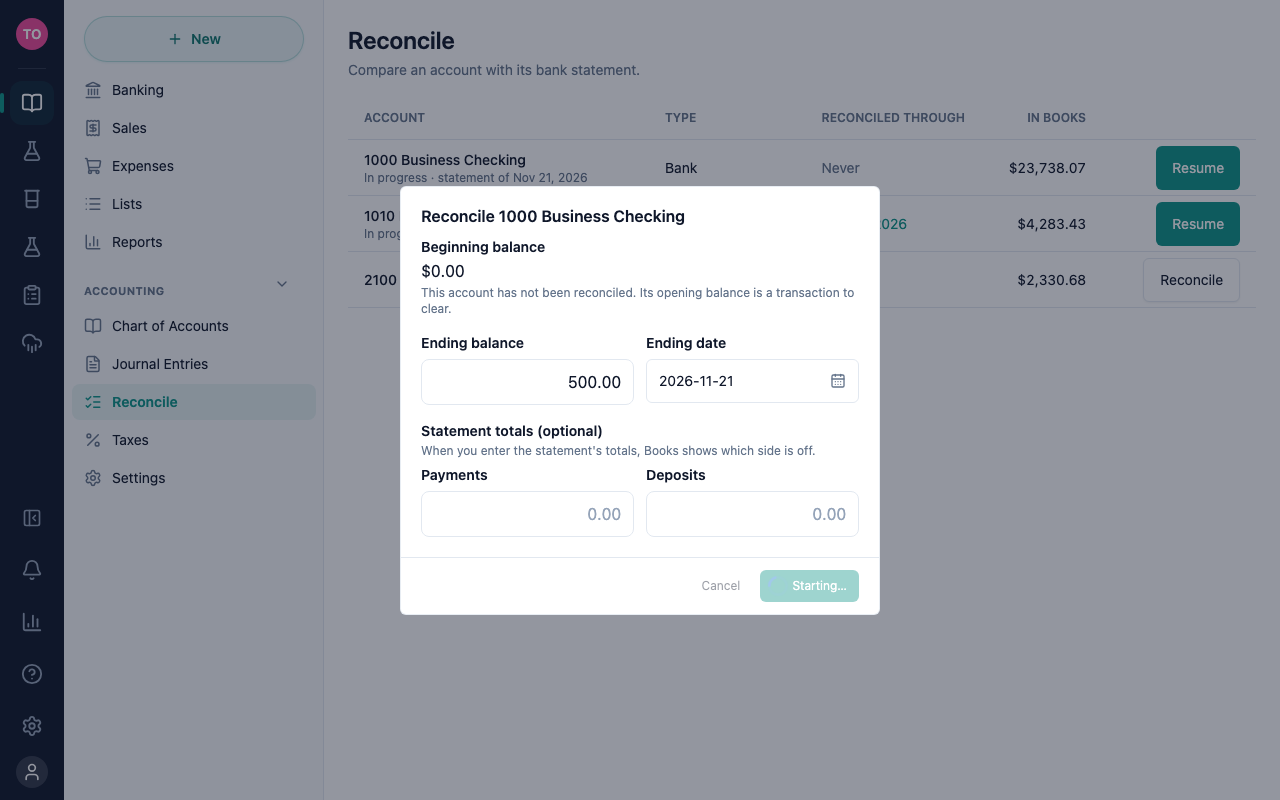 TO
New
Banking
Sales
Expenses
Lists
Reports
ACCOUNTING
Chart of Accounts
Journal Entries
Reconcile
Taxes
Settings
Reconcile
Compare an account with its bank statement.
ACCOUNT TYPE RECONCILED THROUGH IN BOOKS
1000 Business Checking
In progress · statement of Nov 21, 2026
Bank Never $23,738.07 Resume
1010 2026 $4,283.43 Resume
2100 $2,330.68 Reconcile
Reconcile 1000 Business Checking
Beginning balance
$0.00
This account has not been reconciled. Its opening balance is a transaction to
clear.
Ending balance Ending date
500.00 2026-11-21
Statement totals (optional)
When you enter the statement's totals, Books shows which side is off.
Payments Deposits
0.00 0.00
Cancel Starting...